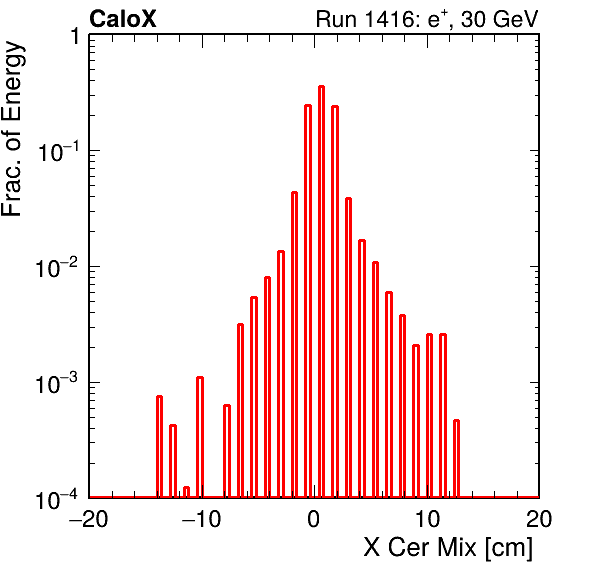 CaloX Run 1416: e⁺, 30 GeV
Frac. of Energy
1
10⁻¹
10⁻²
10⁻³
10⁻⁴
−20 −10 0 10 20
X Cer Mix [cm]